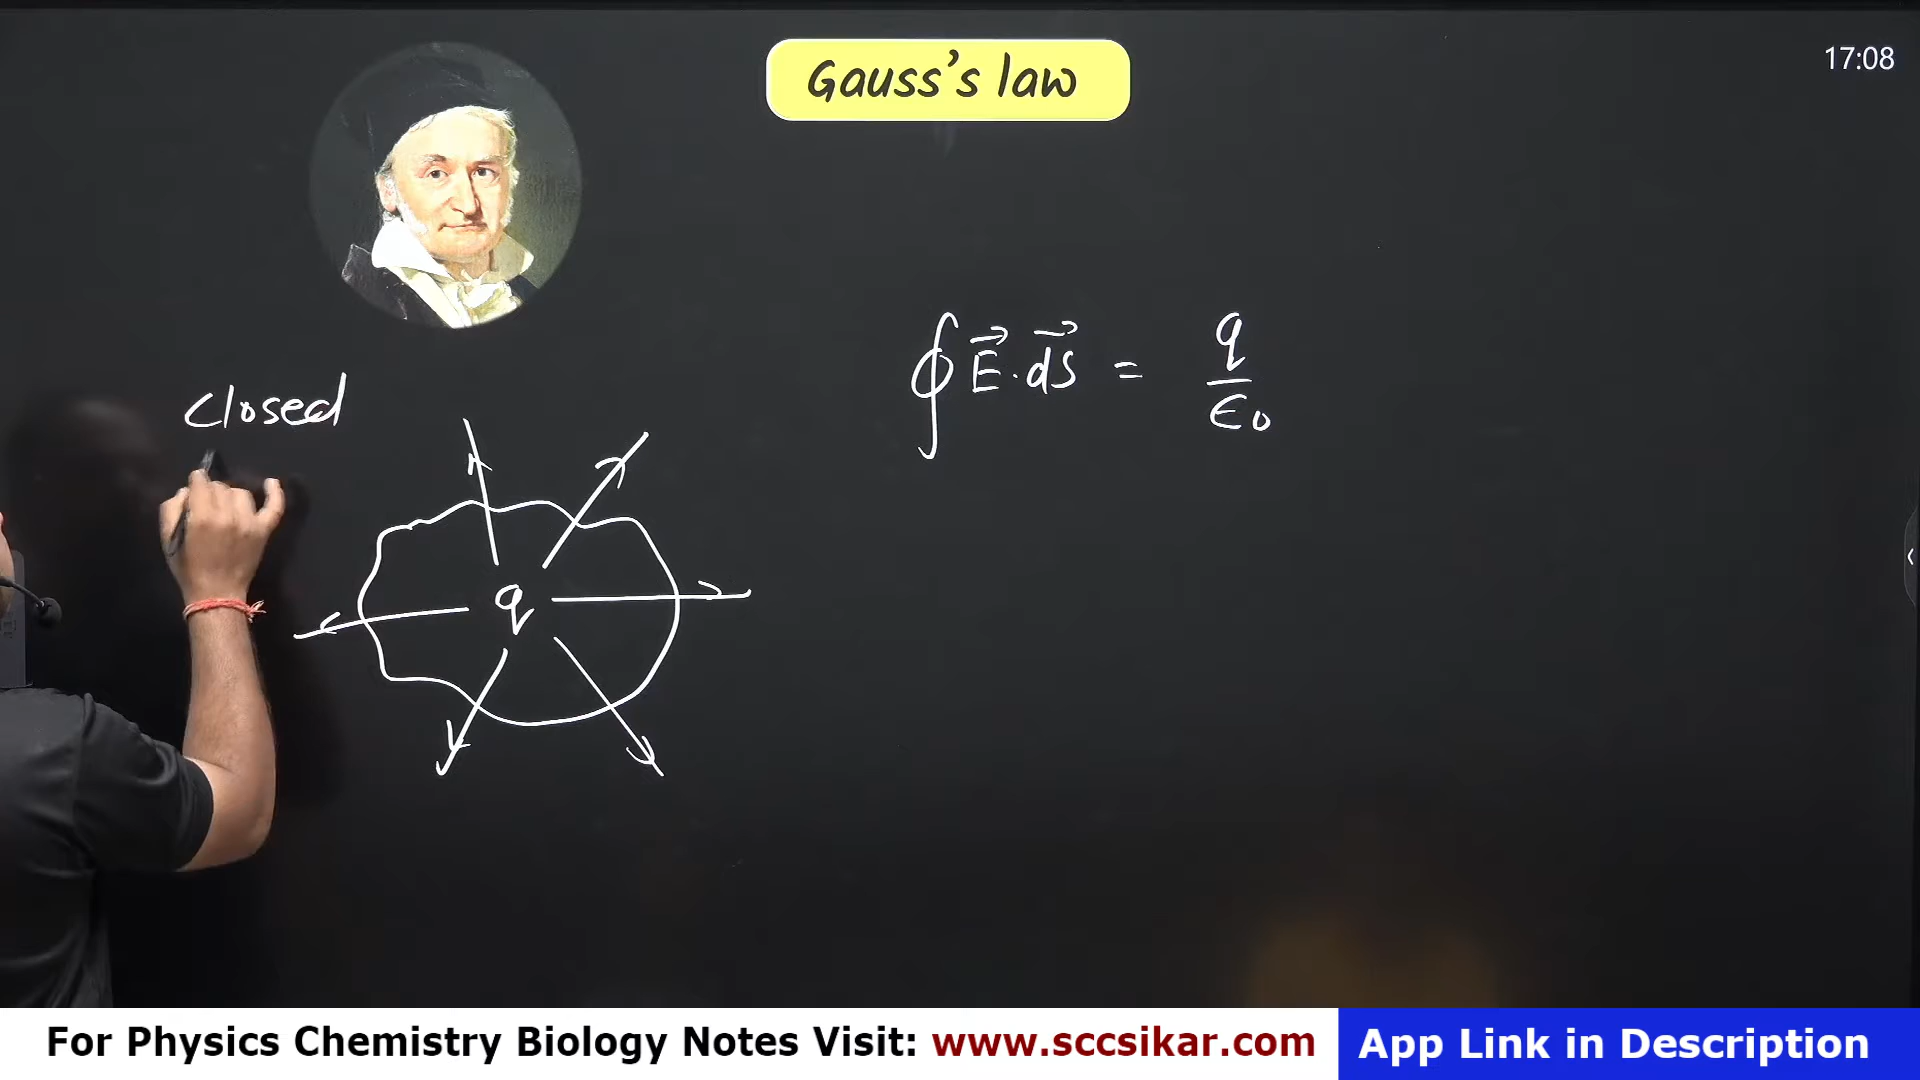 Gauss's law
17:08
∮ E⃗ · dS⃗ = q/ε₀
closed
q
For Physics Chemistry Biology Notes Visit: www.sccsikar.com
App Link in Description